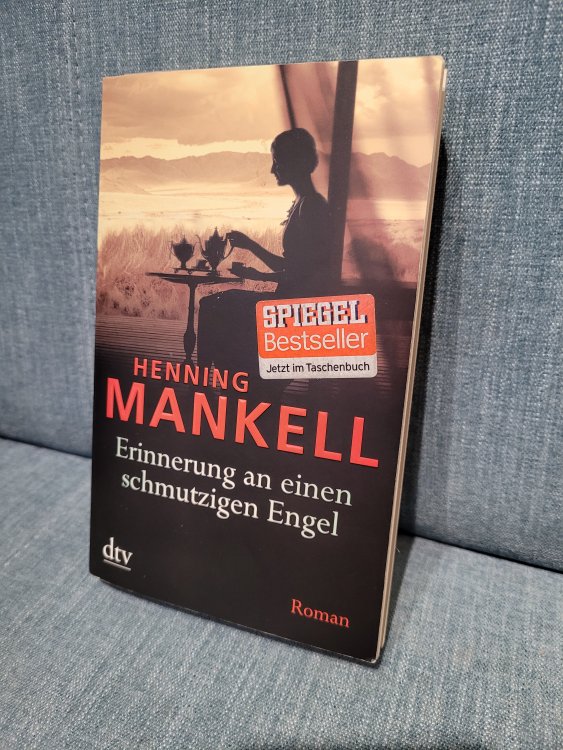 SPIEGEL
Bestseller
Jetzt im Taschenbuch
HENNING
MANKELL
Erinnerung an einen
schmutzigen Engel
dtv
Roman